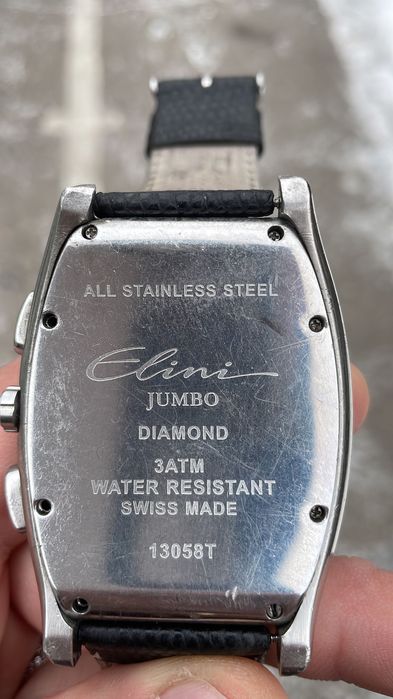 ALL STAINLESS STEEL
Elini
JUMBO
DIAMOND
3ATM
WATER RESISTANT
SWISS MADE
13058T